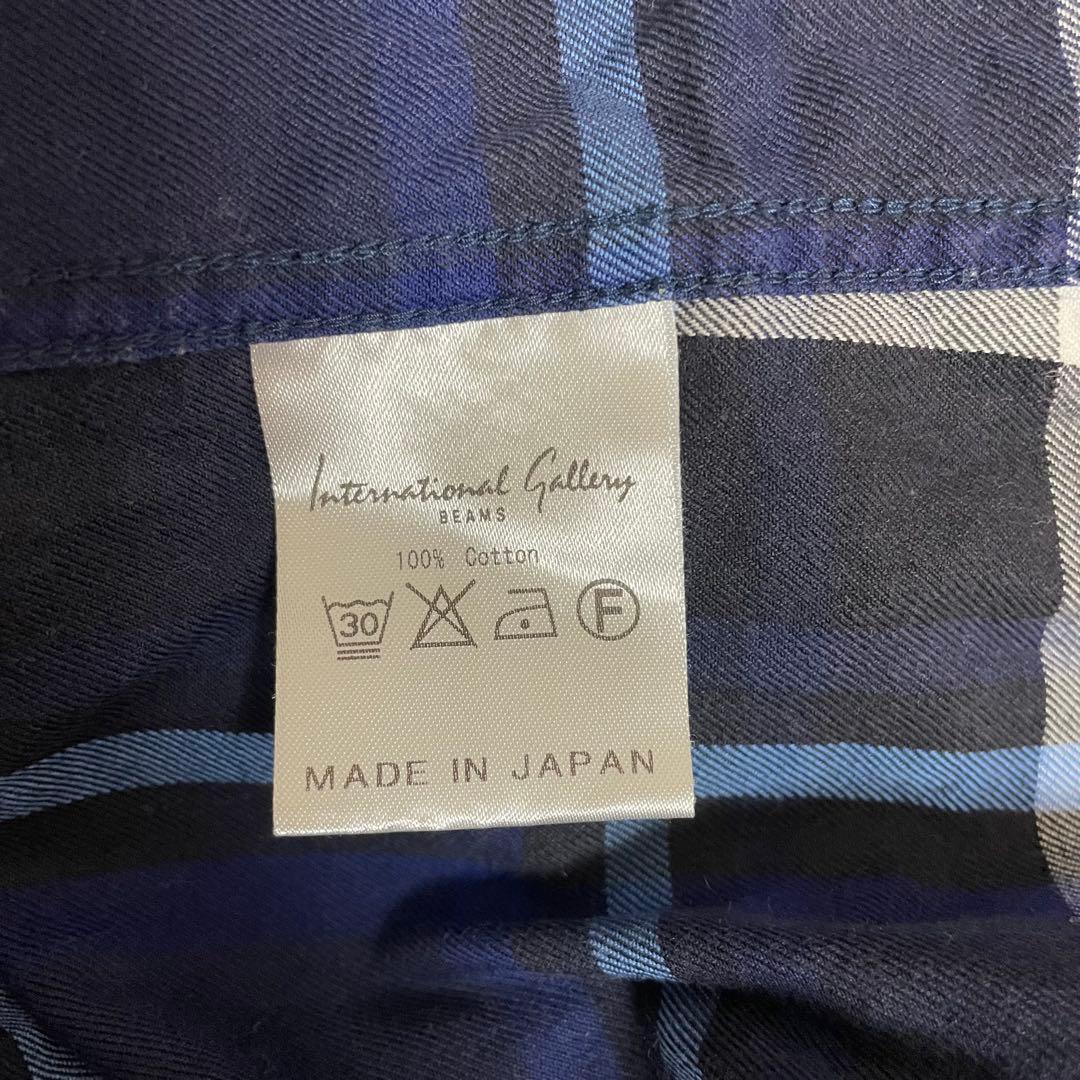 International Gallery
BEAMS
100% Cotton
30 F
MADE IN JAPAN